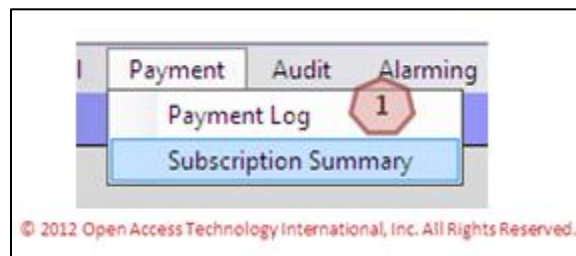 Payment Audit Alarming
Payment Log 1
Subscription Summary
© 2012 Open Access Technology International, Inc. All Rights Reserved.